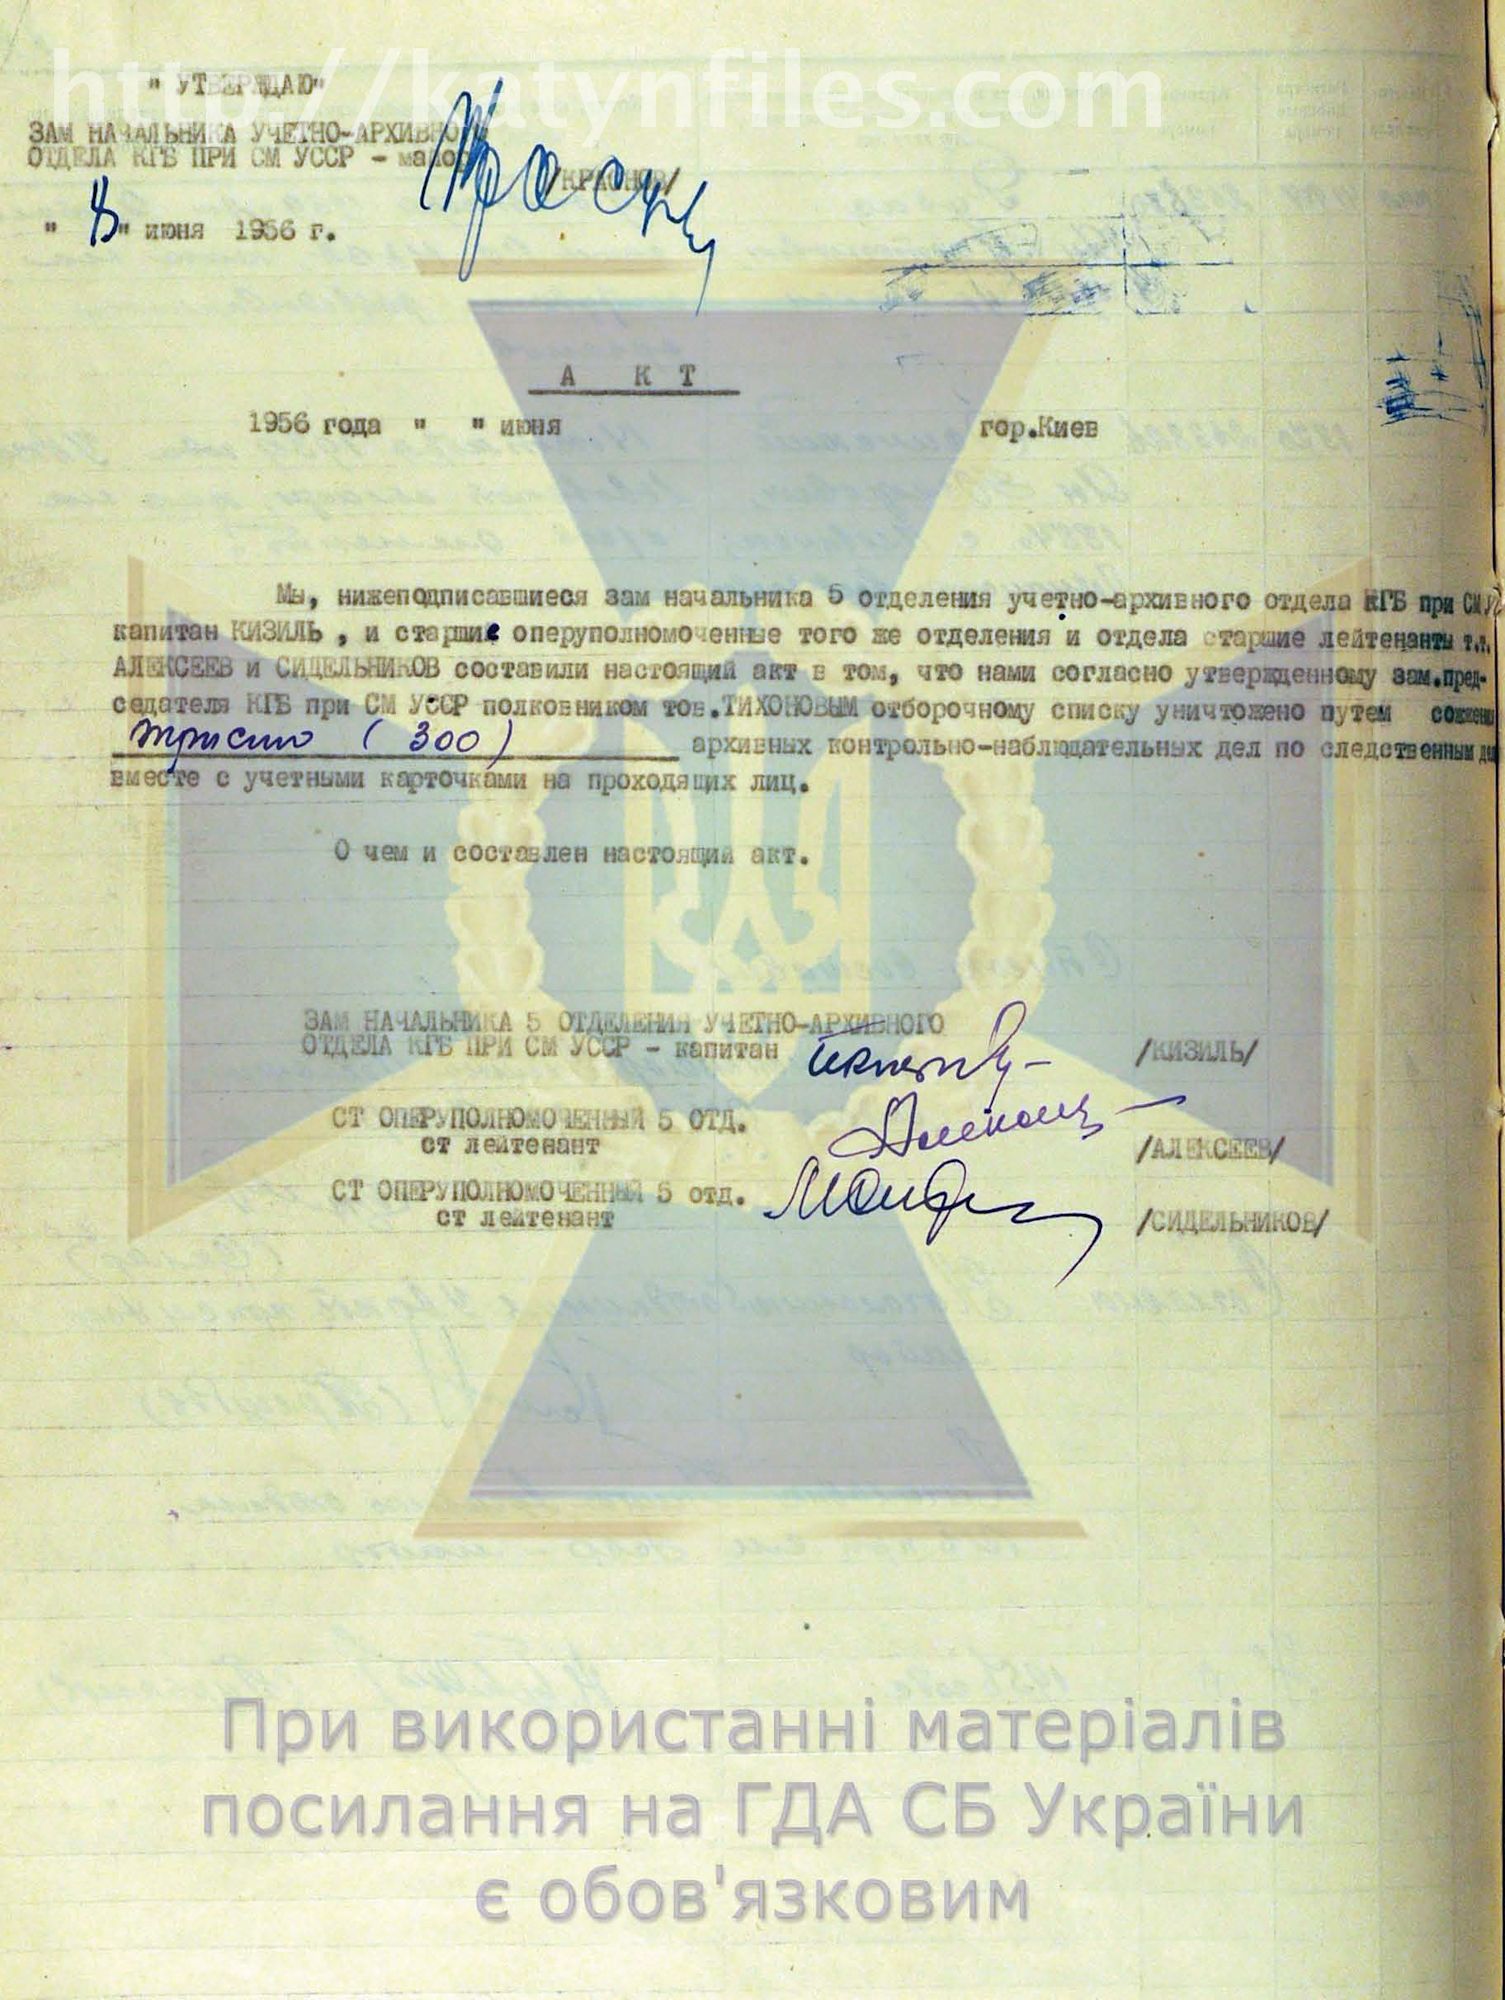 http://katynfiles.com
"УТВЕРЖДАЮ"
ЗАМ НАЧАЛЬНИКА УЧЕТНО-АРХИВНО
ОТДЕЛА КГБ ПРИ СМ УССР - майор
/КРАСНОВ/
"8" июня 1956 г.
А К Т
1956 года " " июня гор.Киев
Мы, нижеподписавшиеся зам начальника 5 отделения учетно-архивного отдела КГБ при СМ У
капитан КИЗИЛЬ , и старшие оперуполномоченные того же отделения и отдела старшие лейтенанты т.т.
АЛЕКСЕЕВ и СИДЕЛЬНИКОВ составили настоящий акт в том, что нами согласно утвержденному зам.пред-
седателя КГБ при СМ УССР полковником тов.ТИХОНОВЫМ отборочному списку уничтожено путем сожжени
триста (300) архивных контрольно-наблюдательных дел по следственным де
вместе с учетными карточками на проходящих лиц.
О чем и составлен настоящий акт.
ЗАМ НАЧАЛЬНИКА 5 ОТДЕЛЕНИЯ УЧЕТНО-АРХИВНОГО
ОТДЕЛА КГБ ПРИ СМ УССР - капитан /КИЗИЛЬ/
СТ ОПЕРУПОЛНОМОЧЕННЫЙ 5 ОТД.
ст лейтенант /АЛЕКСЕЕВ/
СТ ОПЕРУПОЛНОМОЧЕННЫЙ 5 отд.
ст лейтенант /СИДЕЛЬНИКОВ/
При використанні матеріалів
посилання на ГДА СБ України
є обов'язковим